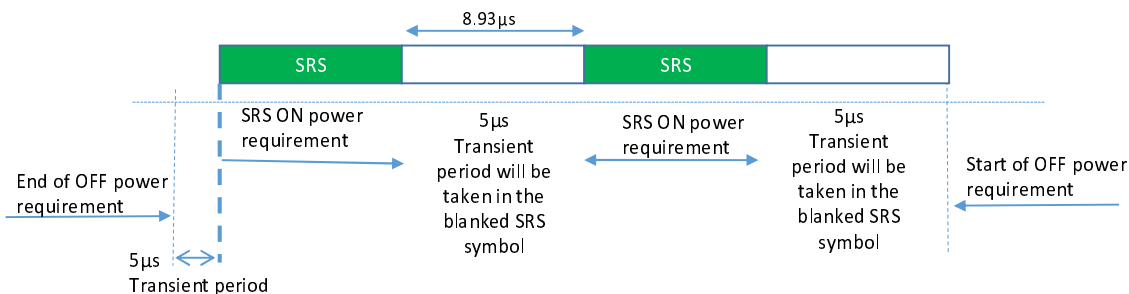 8.93µs
SRS
SRS
SRS ON power
requirement
5µs
Transient
period will be
taken in the
blanked SRS
symbol
SRS ON power
requirement
5µs
Transient
period will be
taken in the
blanked SRS
symbol
End of OFF power
requirement
Start of OFF power
requirement
5µs
Transient period